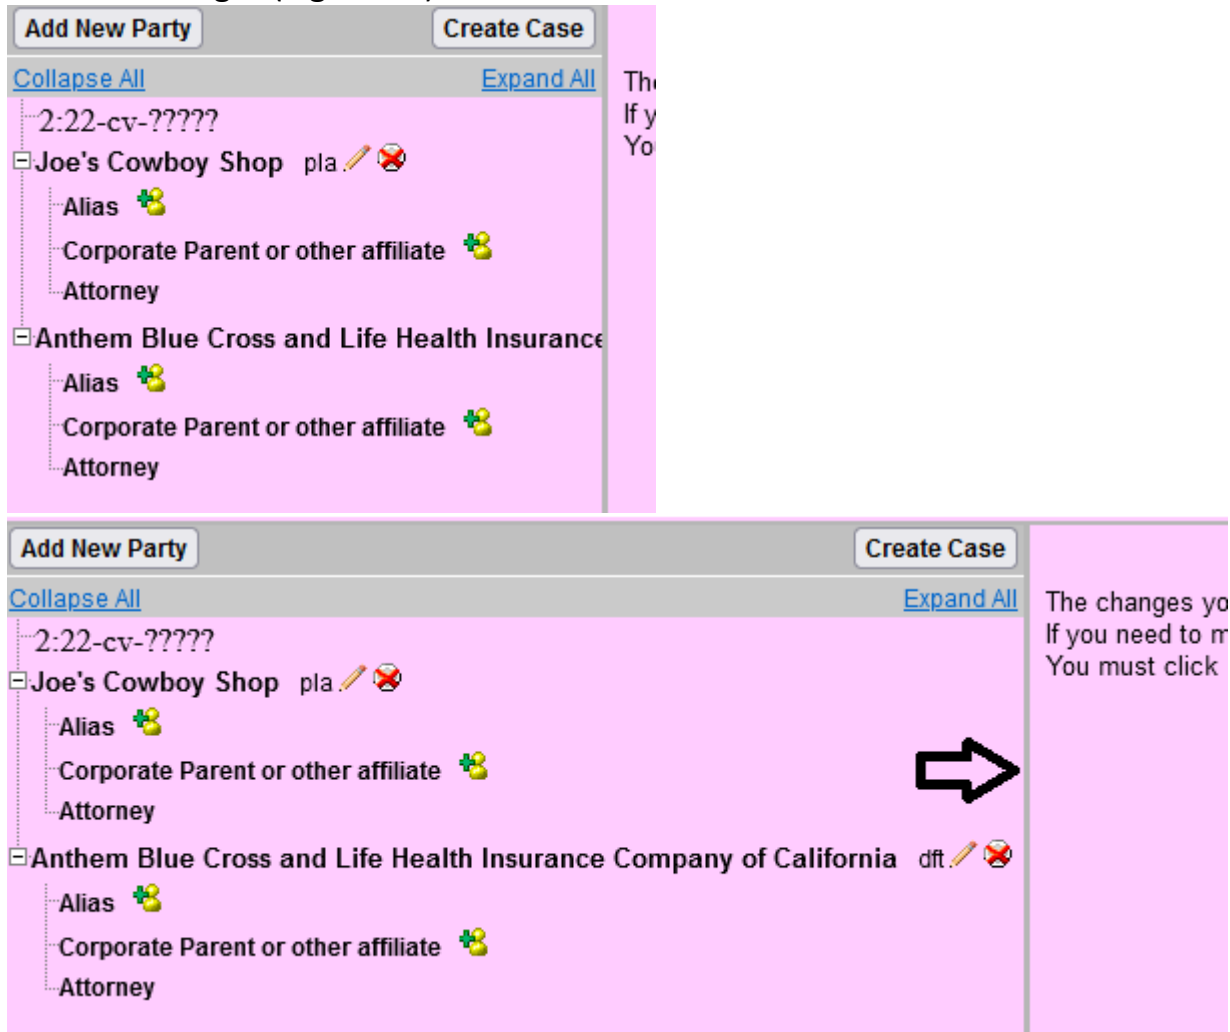 Add New Party Create Case
Collapse All Expand All
2:22-cv-?????
Joe's Cowboy Shop pla
Alias
Corporate Parent or other affiliate
Attorney
Anthem Blue Cross and Life Health Insurance
Alias
Corporate Parent or other affiliate
Attorney
The
If y
You
Add New Party Create Case
Collapse All Expand All
2:22-cv-?????
Joe's Cowboy Shop pla
Alias
Corporate Parent or other affiliate
Attorney
Anthem Blue Cross and Life Health Insurance Company of California dft
Alias
Corporate Parent or other affiliate
Attorney
The changes yo
If you need to m
You must click